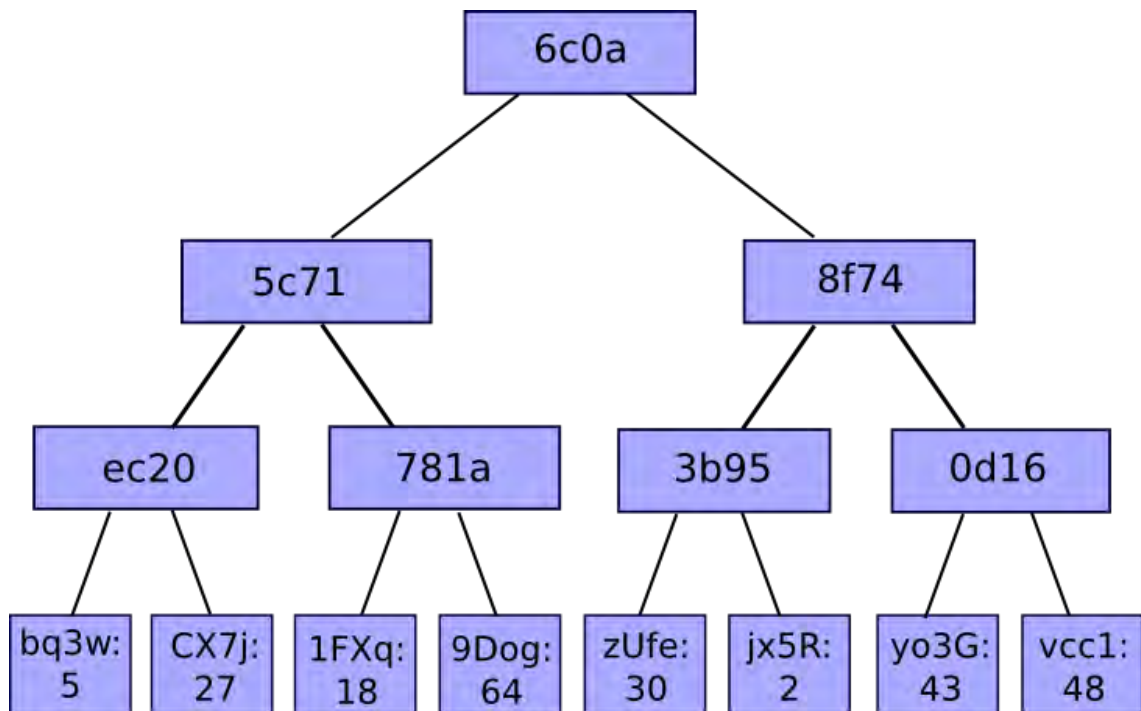 6c0a
5c71
8f74
ec20
781a
3b95
0d16
bq3w:
5
CX7j:
27
1FXq:
18
9Dog:
64
zUfe:
30
jx5R:
2
yo3G:
43
vcc1:
48